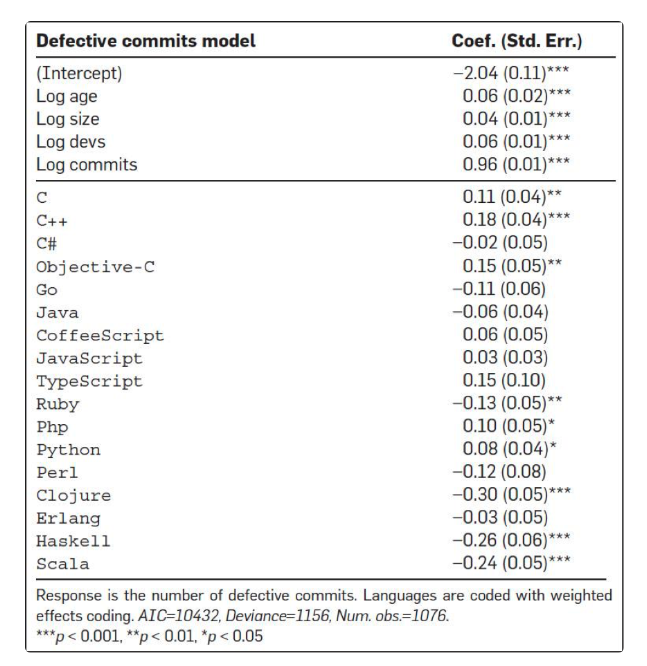 Defective commits model Coef. (Std. Err.)
(Intercept) −2.04 (0.11)***
Log age 0.06 (0.02)***
Log size 0.04 (0.01)***
Log devs 0.06 (0.01)***
Log commits 0.96 (0.01)***
C 0.11 (0.04)**
C++ 0.18 (0.04)***
C# −0.02 (0.05)
Objective-C 0.15 (0.05)**
Go −0.11 (0.06)
Java −0.06 (0.04)
CoffeeScript 0.06 (0.05)
JavaScript 0.03 (0.03)
TypeScript 0.15 (0.10)
Ruby −0.13 (0.05)**
Php 0.10 (0.05)*
Python 0.08 (0.04)*
Perl −0.12 (0.08)
Clojure −0.30 (0.05)***
Erlang −0.03 (0.05)
Haskell −0.26 (0.06)***
Scala −0.24 (0.05)***
Response is the number of defective commits. Languages are coded with weighted
effects coding. AIC=10432, Deviance=1156, Num. obs.=1076.
***p < 0.001, **p < 0.01, *p < 0.05